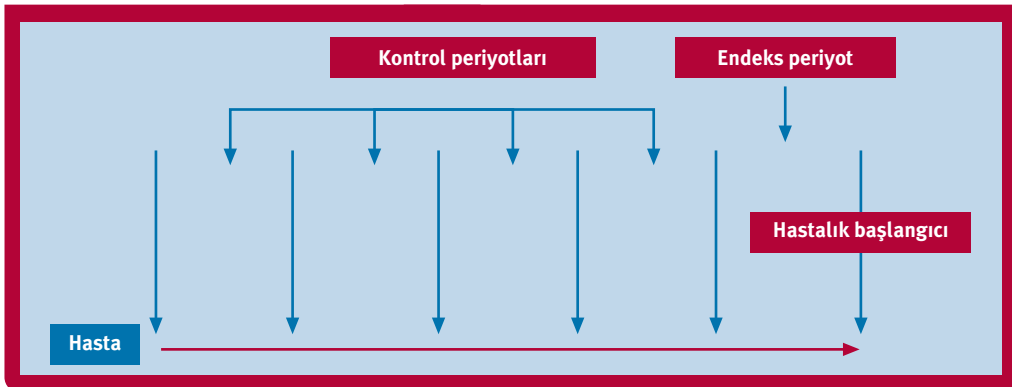 Kontrol periyotları
Endeks periyot
Hastalık başlangıcı
Hasta